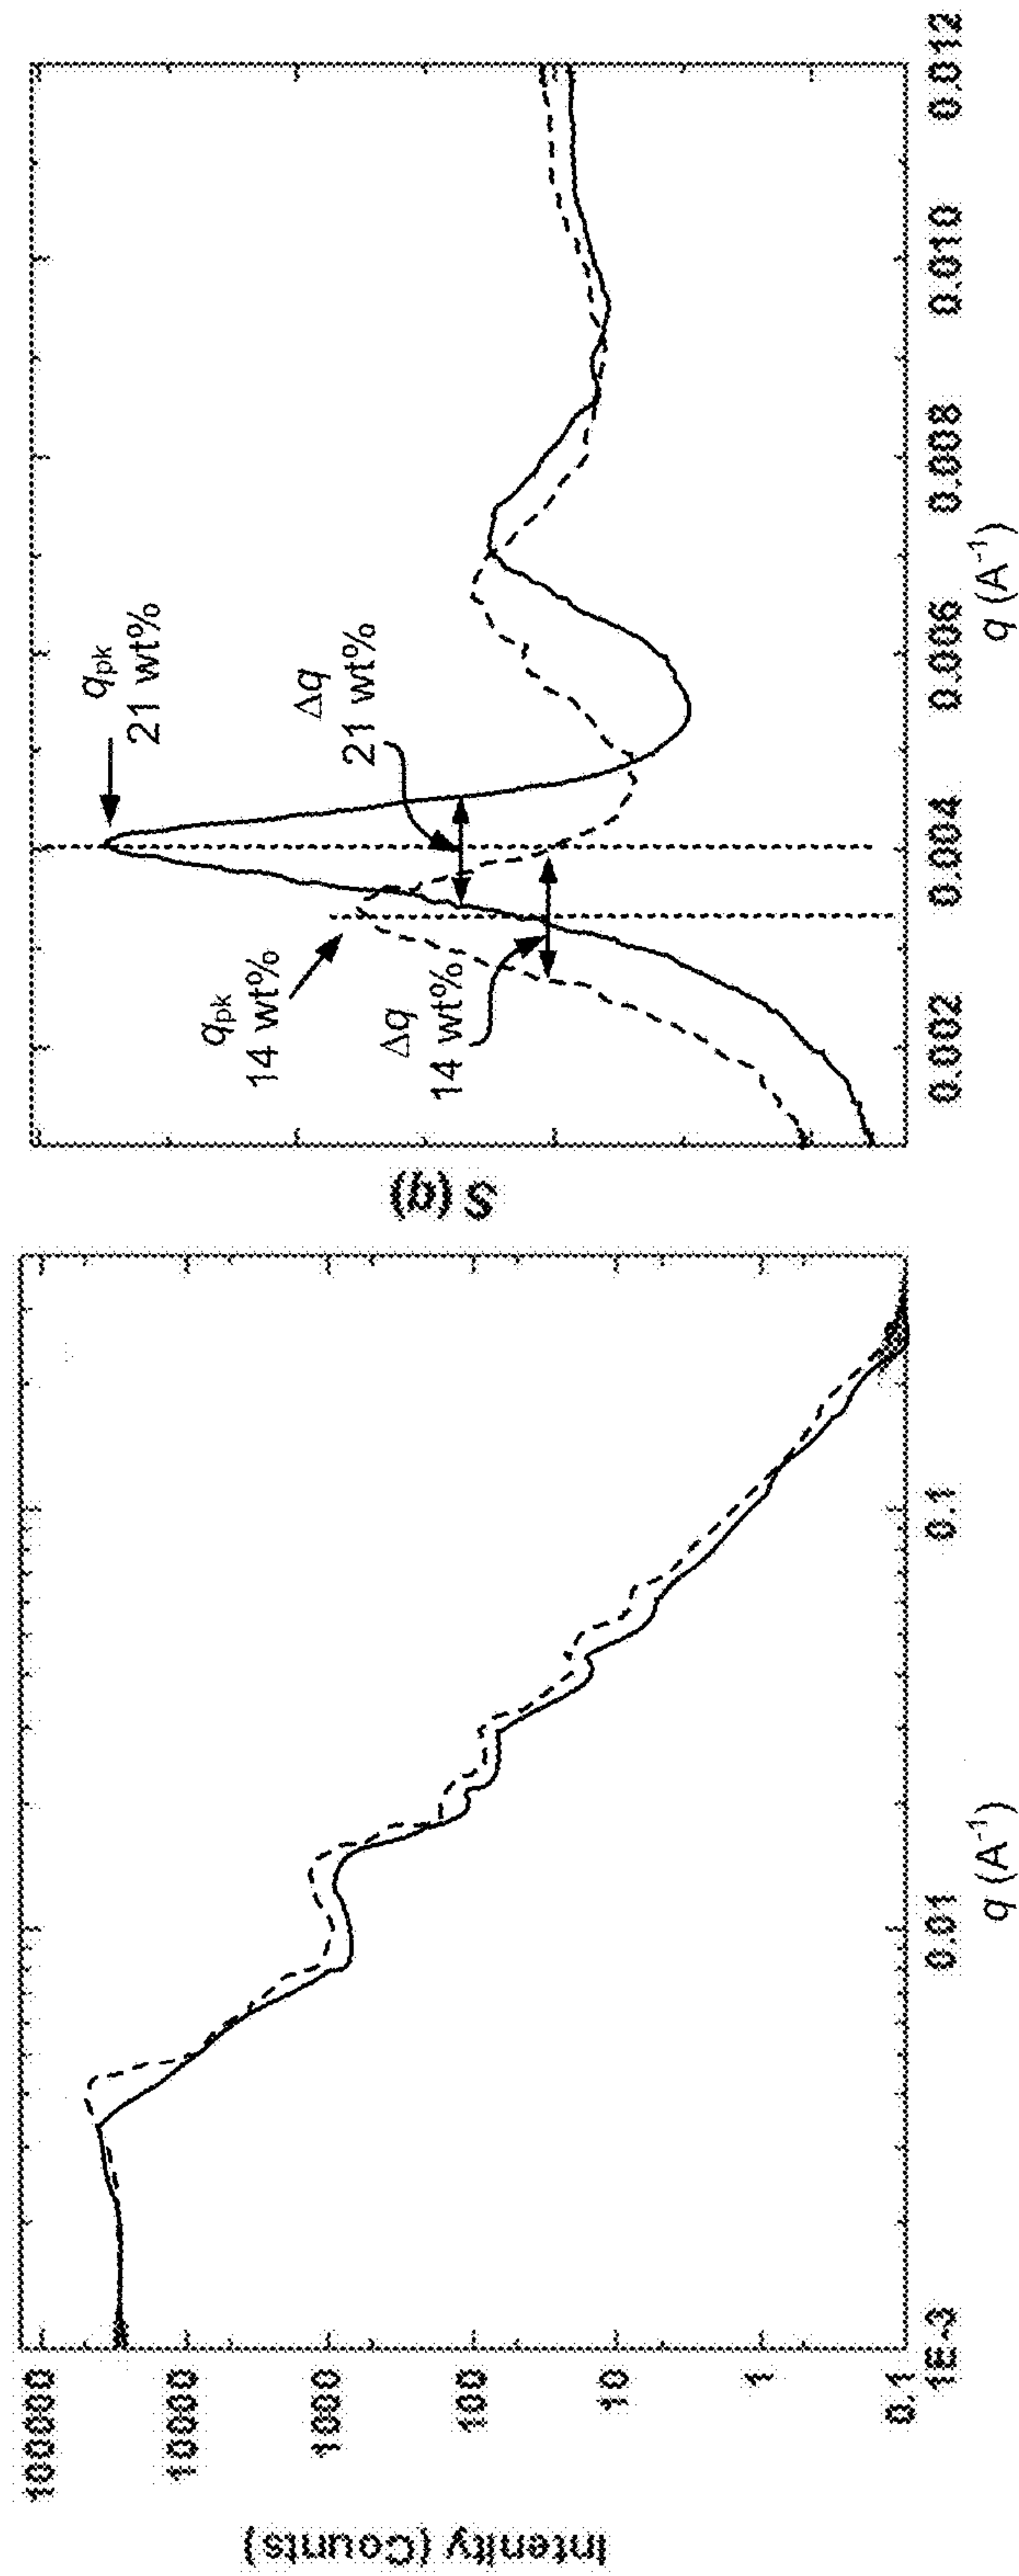 Intenity (Counts)
100000
10000
1000
100
10
1
0.1
1E-3
0.01
0.1
q (A⁻¹)
S (q)
qpk
14 wt%
Δq
14 wt%
qpk
21 wt%
Δq
21 wt%
0.002
0.004
0.006
0.008
0.010
0.012
q (A⁻¹)